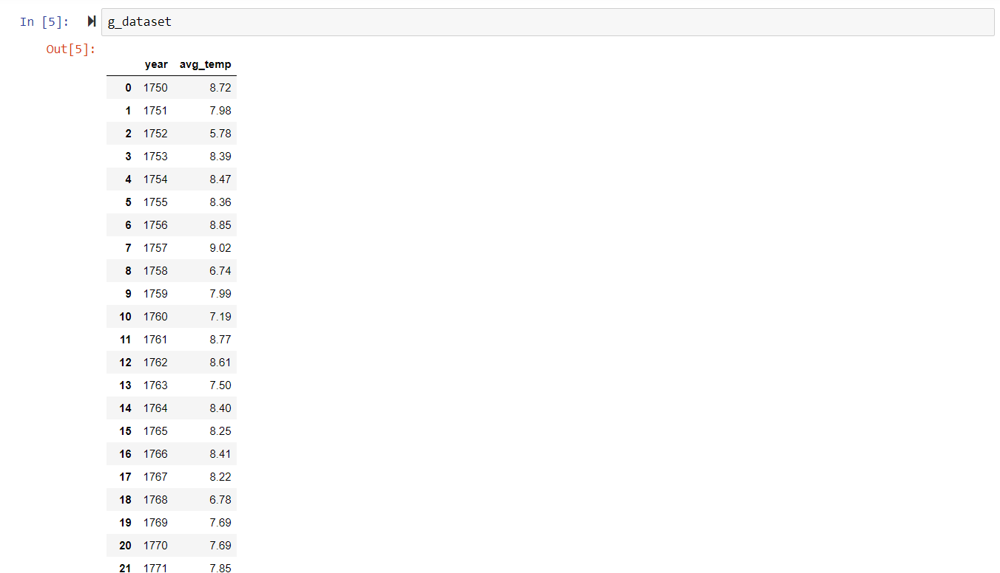 In [5]: g_dataset
Out[5]:
year avg_temp
0 1750 8.72
1 1751 7.98
2 1752 5.78
3 1753 8.39
4 1754 8.47
5 1755 8.36
6 1756 8.85
7 1757 9.02
8 1758 6.74
9 1759 7.99
10 1760 7.19
11 1761 8.77
12 1762 8.61
13 1763 7.50
14 1764 8.40
15 1765 8.25
16 1766 8.41
17 1767 8.22
18 1768 6.78
19 1769 7.69
20 1770 7.69
21 1771 7.85